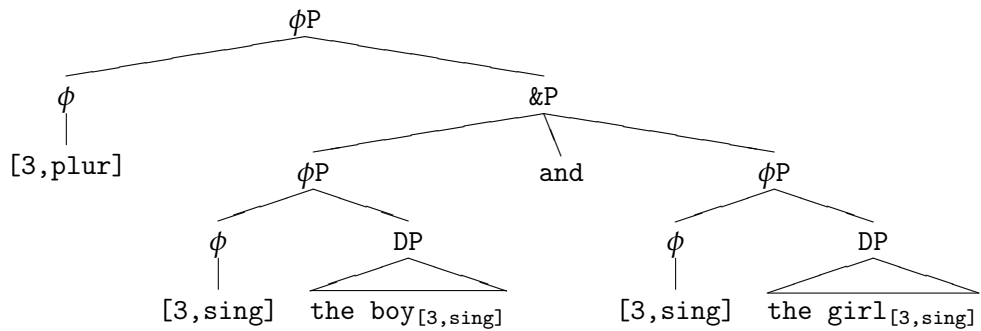 ϕP
ϕ &P
[3,plur] ϕP and ϕP
ϕ DP ϕ DP
[3,sing] the boy[3,sing] [3,sing] the girl[3,sing]